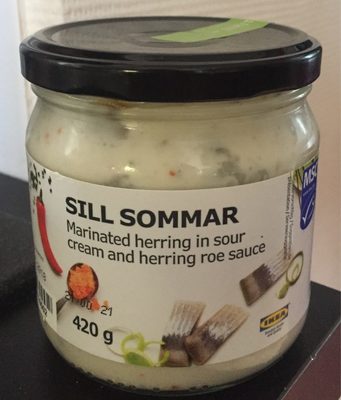 SILL SOMMAR
Marinated herring in sour
cream and herring roe sauce
420 g
IKEA
MSC